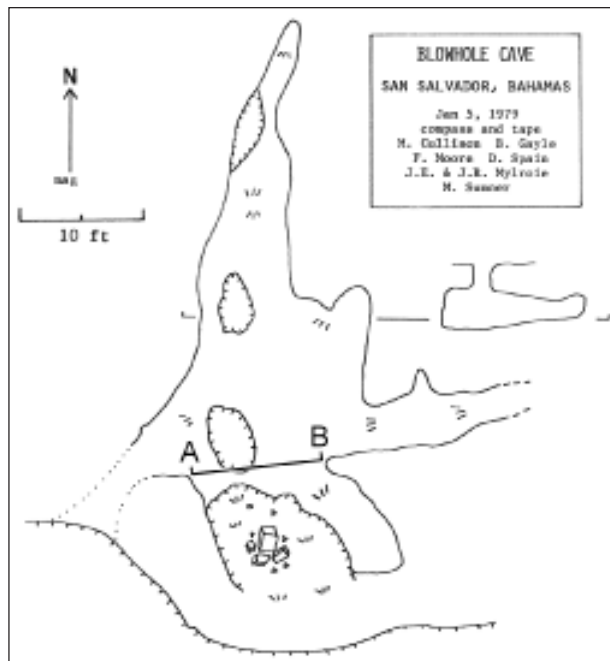 BLOWHOLE CAVE
SAN SALVADOR, BAHAMAS
Jan 5, 1979
compass and tape
M. Collison B. Gayle
F. Moore D. Spain
J.E. & J.R. Mylroie
M. Sumner
N
mag
10 ft
A
B